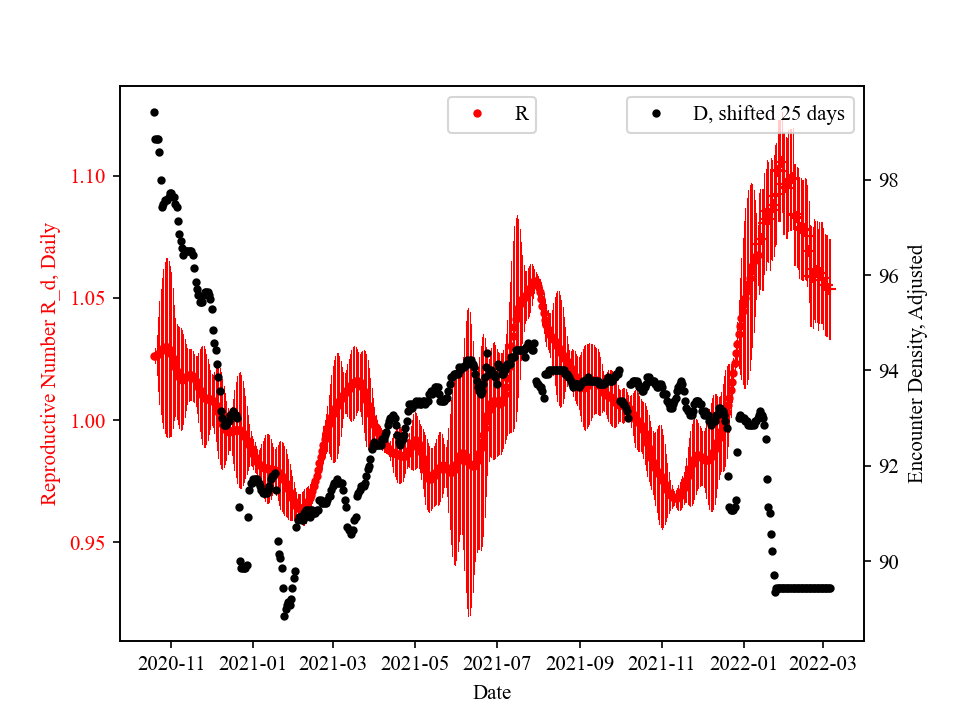 R
D, shifted 25 days
Reproductive Number R_d, Daily
1.10
1.05
1.00
0.95
98
96
94
92
90
Encounter Density, Adjusted
2020-11 2021-01 2021-03 2021-05 2021-07 2021-09 2021-11 2022-01 2022-03
Date